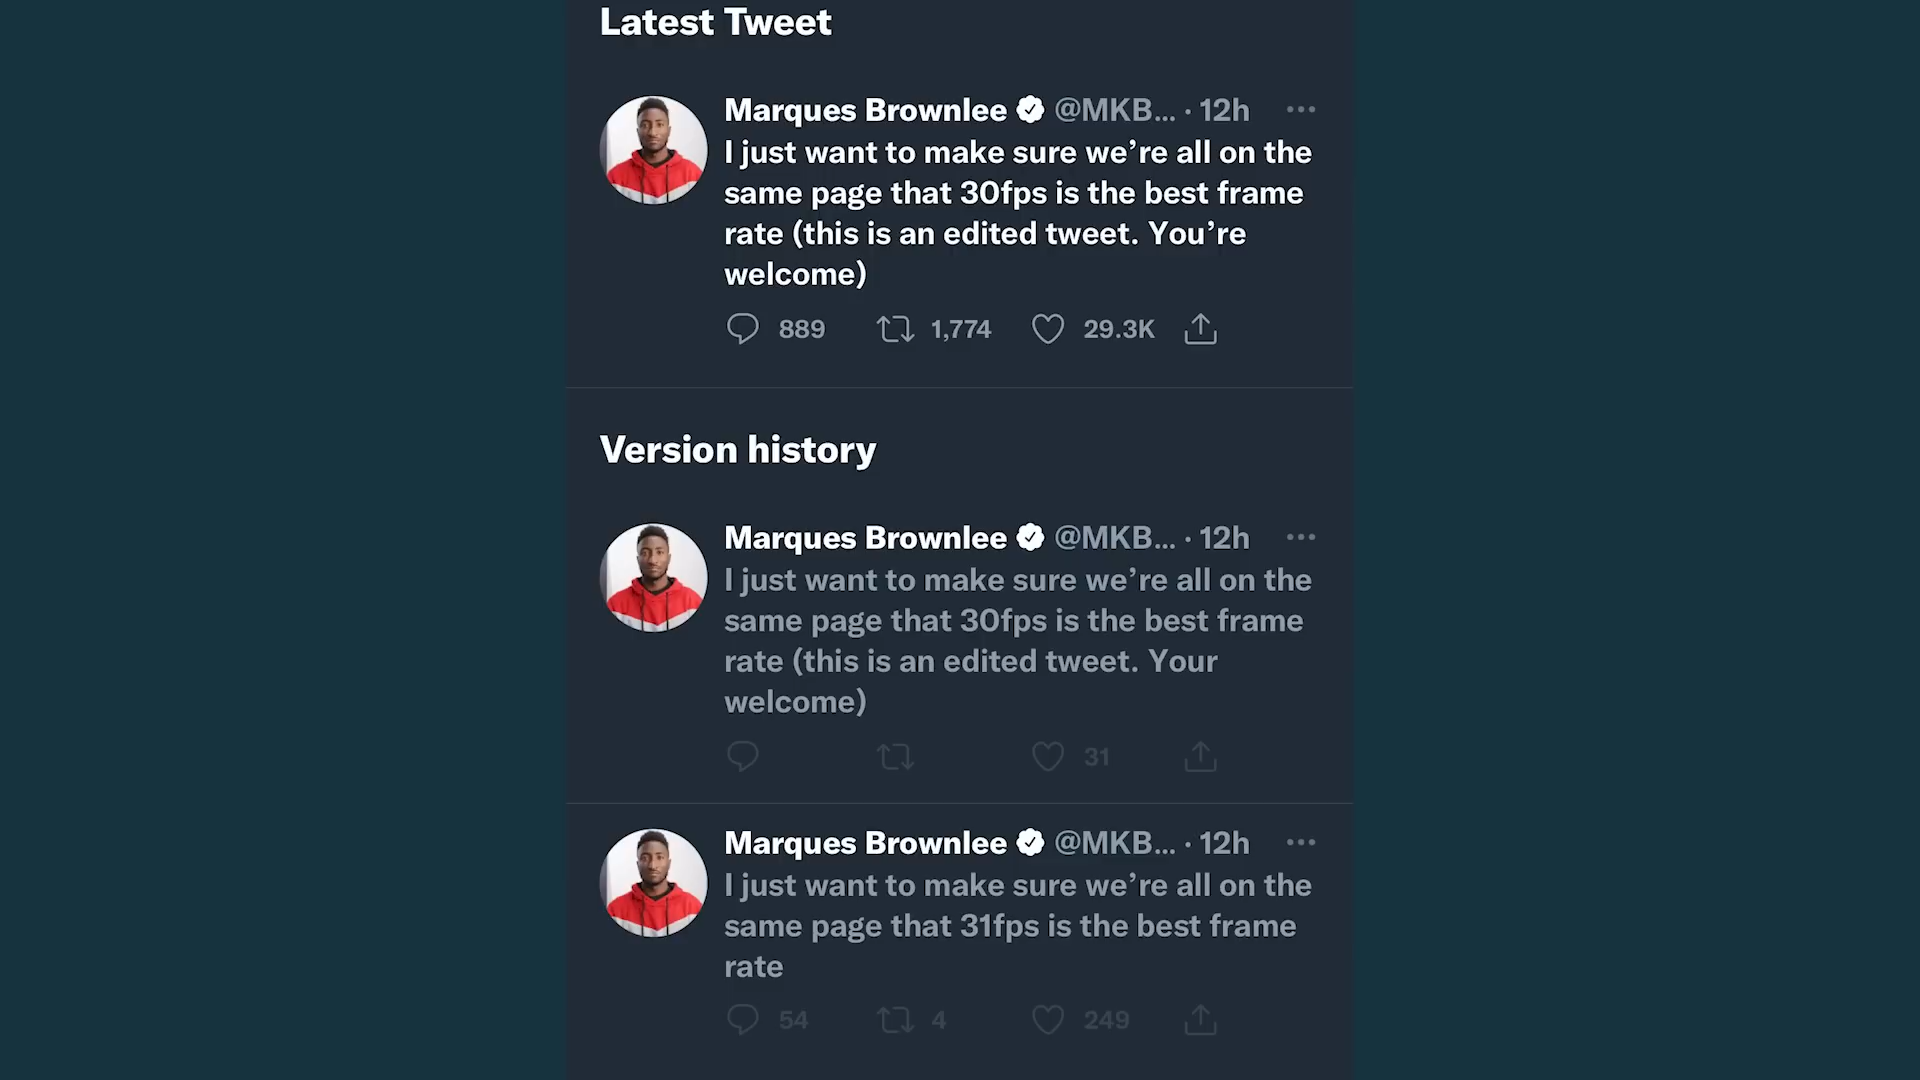 Latest Tweet
Marques Brownlee @MKB... · 12h
I just want to make sure we’re all on the
same page that 30fps is the best frame
rate (this is an edited tweet. You’re
welcome)
889 1,774 29.3K
Version history
Marques Brownlee @MKB... · 12h
I just want to make sure we’re all on the
same page that 30fps is the best frame
rate (this is an edited tweet. Your
welcome)
31
Marques Brownlee @MKB... · 12h
I just want to make sure we’re all on the
same page that 31fps is the best frame
rate
54 4 249